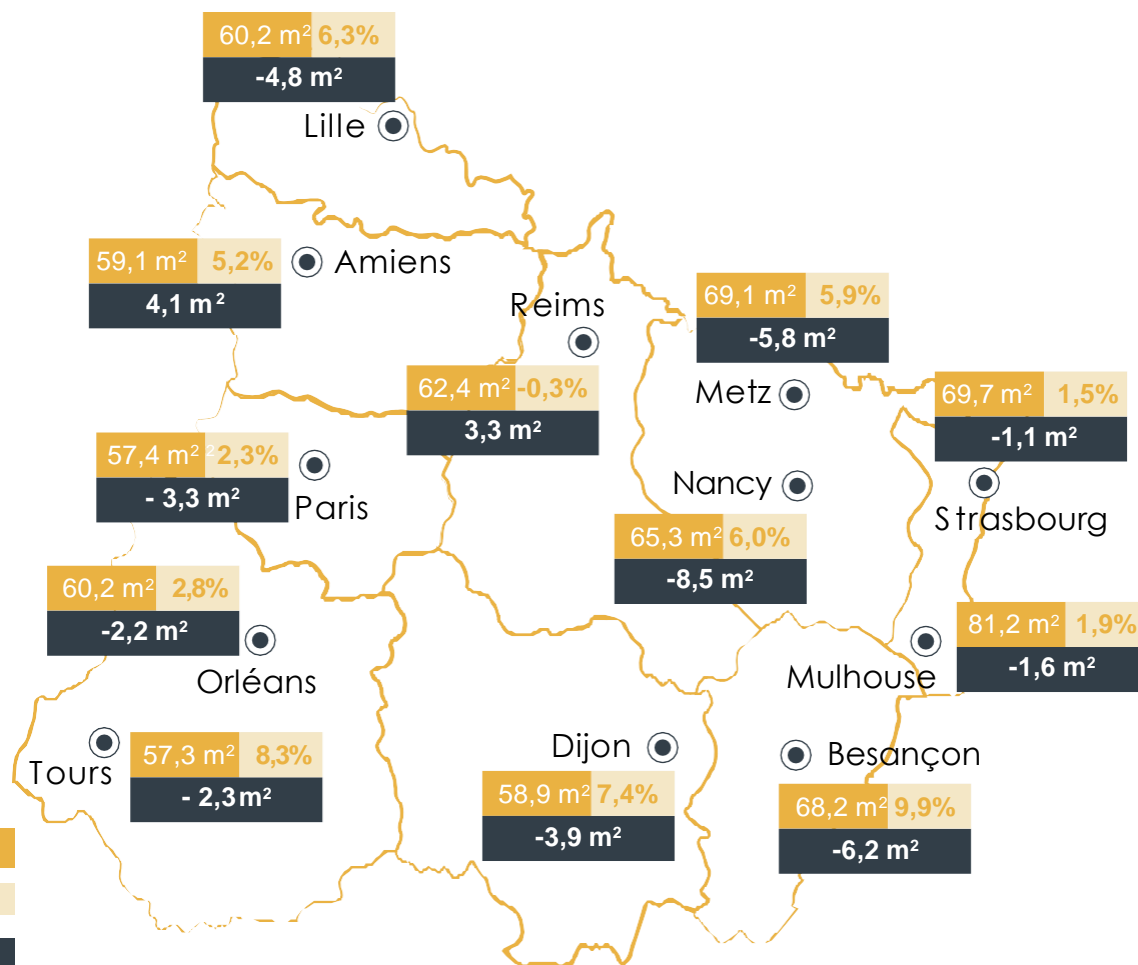 60,2 m² 6,3%
-4,8 m²
Lille
59,1 m² 5,2%
4,1 m²
Amiens
Reims
62,4 m² -0,3%
3,3 m²
69,1 m² 5,9%
-5,8 m²
Metz
69,7 m² 1,5%
-1,1 m²
Strasbourg
57,4 m² 2,3%
- 3,3 m²
Paris
Nancy
65,3 m² 6,0%
-8,5 m²
60,2 m² 2,8%
-2,2 m²
Orléans
81,2 m² 1,9%
-1,6 m²
Mulhouse
Tours
57,3 m² 8,3%
- 2,3m²
Dijon
58,9 m² 7,4%
-3,9 m²
Besançon
68,2 m² 9,9%
-6,2 m²